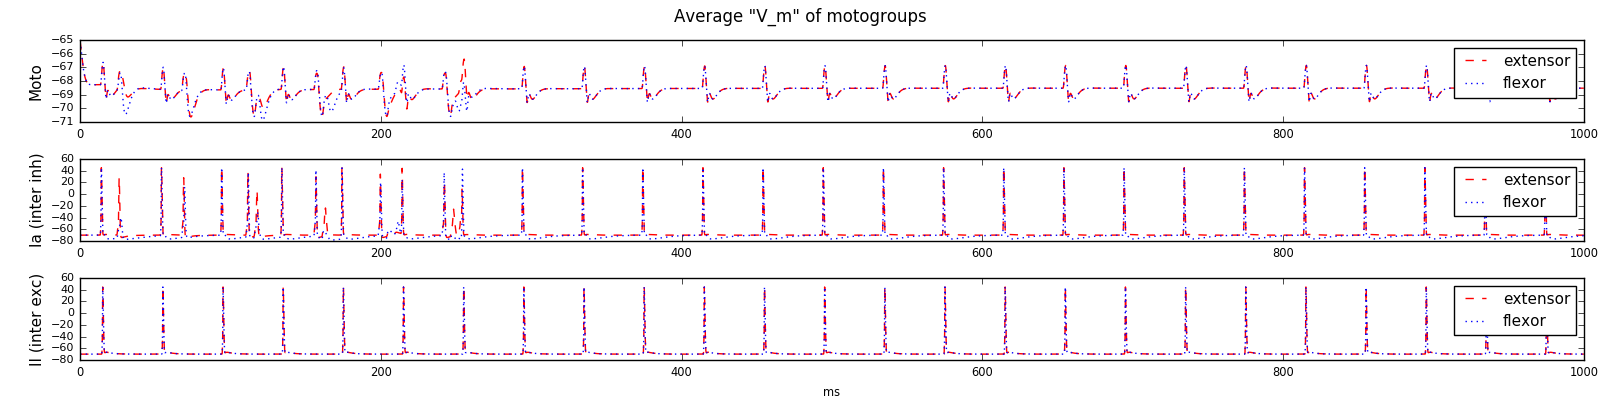 Average "V_m" of motogroups
Moto
−65
−66
−67
−68
−69
−70
−71
extensor
flexor
0 200 400 600 800 1000
Ia (inter inh)
60
40
20
0
−20
−40
−60
−80
extensor
flexor
0 200 400 600 800 1000
II (inter exc)
60
40
20
0
−20
−40
−60
−80
extensor
flexor
0 200 400 600 800 1000
ms